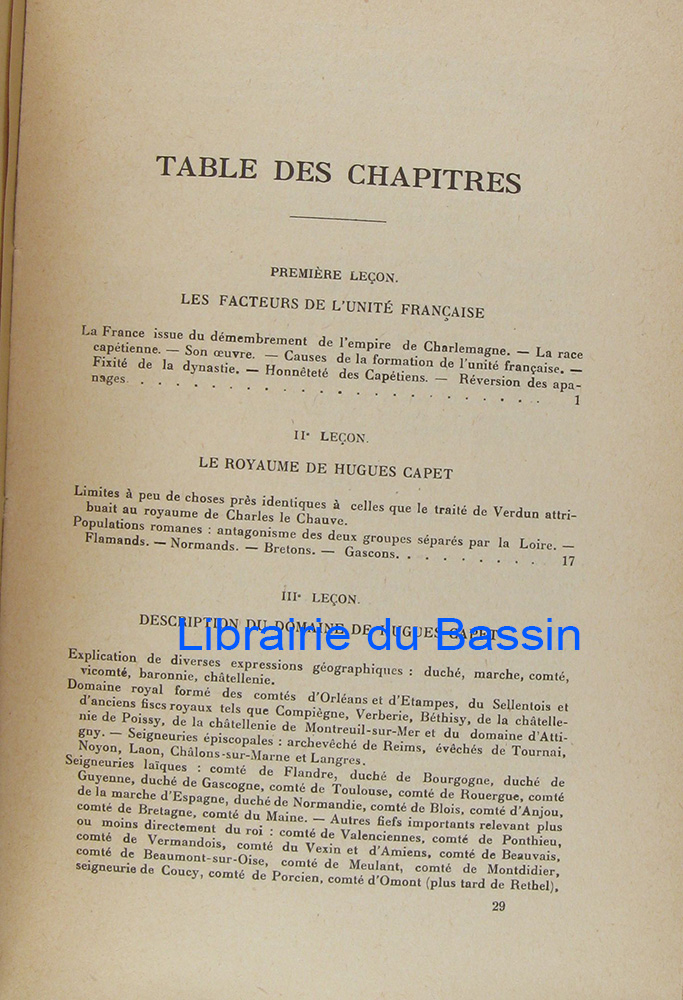 TABLE DES CHAPITRES
PREMIÈRE LEÇON.
LES FACTEURS DE L'UNITÉ FRANÇAISE
La France issue du démembrement de l'empire de Charlemagne. — La race
capétienne. — Son œuvre. — Causes de la formation de l'unité française. —
Fixité de la dynastie. — Honnêteté des Capétiens. — Réversion des apa-
nages. . . . . . . . . . . . . . . . . . . . . 1
IIe LEÇON.
LE ROYAUME DE HUGUES CAPET
Limites à peu de choses près identiques à celles que le traité de Verdun attri-
buait au royaume de Charles le Chauve.
Populations romanes : antagonisme des deux groupes séparés par la Loire. —
Flamands. — Normands. — Bretons. — Gascons. . . . . . . . . 17
IIIe LEÇON.
DESCRIPTION DU DOMAINE DE HUGUES CAPET
Librairie du Bassin
Explication de diverses expressions géographiques : duché, marche, comté,
vicomté, baronnie, châtellenie.
Domaine royal formé des comtés d'Orléans et d'Etampes, du Sellentois et
d'anciens fiscs royaux tels que Compiègne, Verberie, Béthisy, de la châtelle-
nie de Poissy, de la châtellenie de Montreuil-sur-Mer et du domaine d'Atti-
gny. — Seigneuries épiscopales : archevêché de Reims, évêchés de Tournai,
Noyon, Laon, Châlons-sur-Marne et Langres.
Seigneuries laïques : comté de Flandre, duché de Bourgogne, duché de
Guyenne, duché de Gascogne, comté de Toulouse, comté de Rouergue, comté
de la marche d'Espagne, duché de Normandie, comté de Blois, comté d'Anjou,
comté de Bretagne, comté du Maine. — Autres fiefs importants relevant plus
ou moins directement du roi : comté de Valenciennes, comté de Ponthieu,
comté de Vermandois, comté du Vexin et d'Amiens, comté de Beauvais,
comté de Beaumont-sur-Oise, comté de Meulant, comté de Montdidier,
seigneurie de Coucy, comté de Porcien, comté d'Omont (plus tard de Rethel),
29